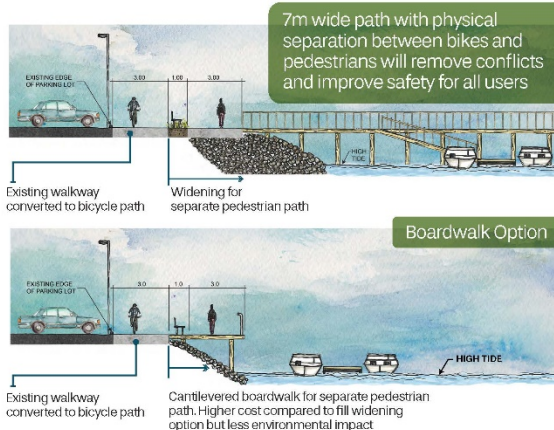 7m wide path with physical
separation between bikes and
pedestrians will remove conflicts
and improve safety for all users
EXISTING EDGE
OF PARKING LOT
3.00
1.00
3.00
HIGH
TIDE
Existing walkway
converted to bicycle path
Widening for
separate pedestrian path
Boardwalk Option
EXISTING EDGE
OF PARKING LOT
3.0
1.0
3.0
HIGH TIDE
Existing walkway
converted to bicycle path
Cantilevered boardwalk for separate pedestrian
path. Higher cost compared to fill widening
option but less environmental impact